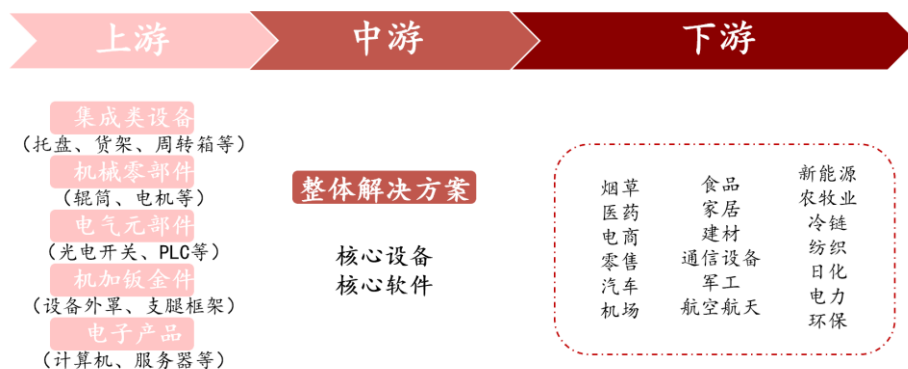 上游
中游
下游
集成类设备
（托盘、货架、周转箱等）
机械零部件
（辊筒、电机等）
电气元部件
（光电开关、PLC等）
机加钣金件
（设备外罩、支腿框架）
电子产品
（计算机、服务器等）
整体解决方案
核心设备
核心软件
烟草
医药
电商
零售
汽车
机场
食品
家居
建材
通信设备
军工
航空航天
新能源
农牧业
冷链
纺织
日化
电力
环保